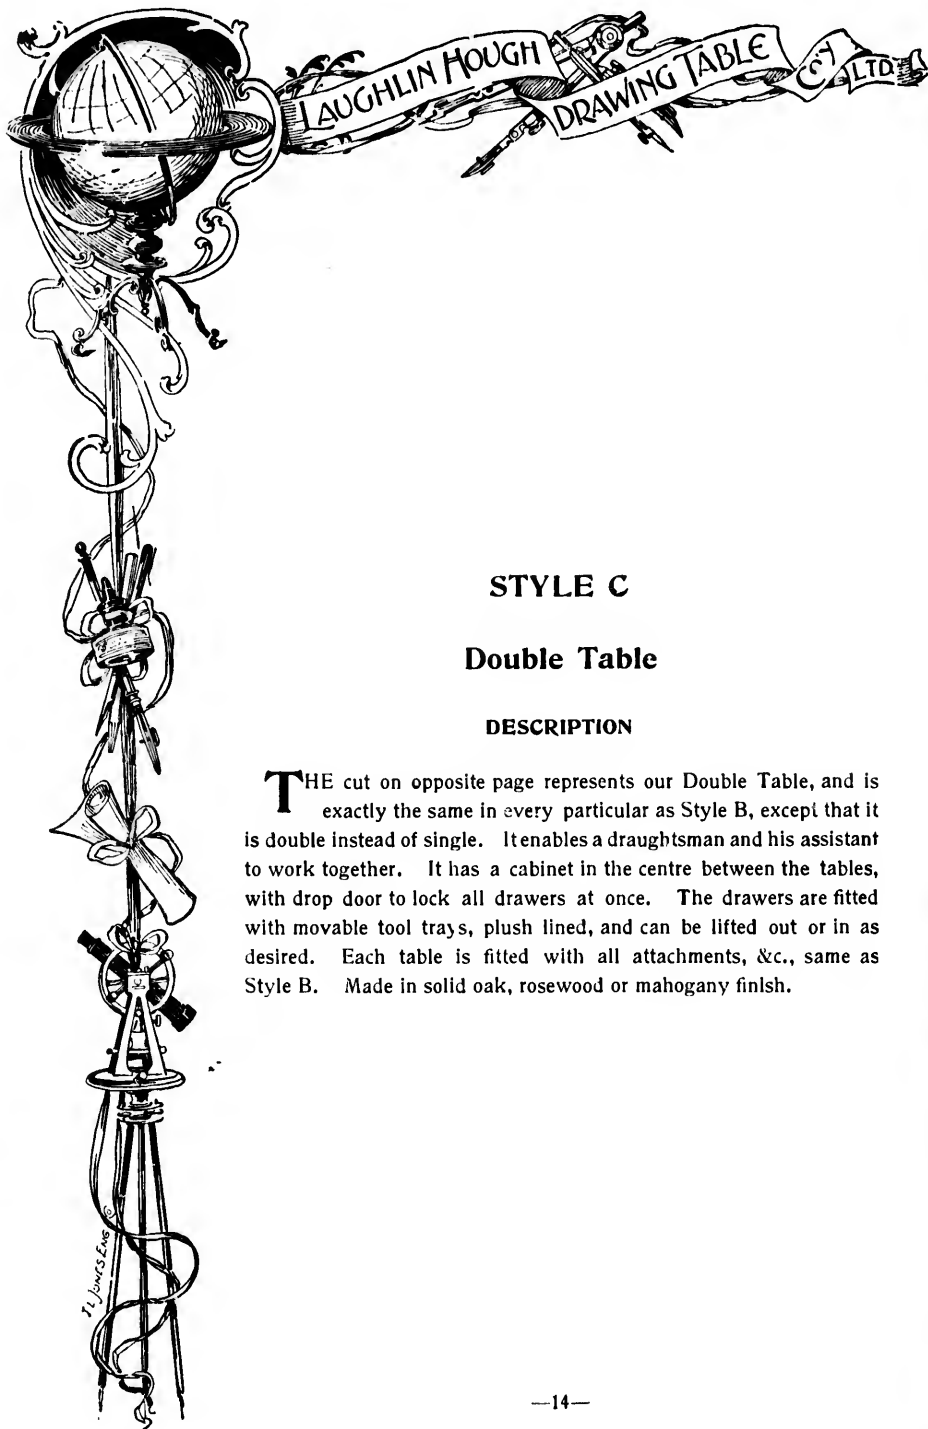 LAUGHLIN HOUGH DRAWING TABLE COY LTD.
STYLE C
Double Table
DESCRIPTION
THE cut on opposite page represents our Double Table, and is
exactly the same in every particular as Style B, except that it
is double instead of single. It enables a draughtsman and his assistant
to work together. It has a cabinet in the centre between the tables,
with drop door to lock all drawers at once. The drawers are fitted
with movable tool trays, plush lined, and can be lifted out or in as
desired. Each table is fitted with all attachments, &c., same as
Style B. Made in solid oak, rosewood or mahogany finish.
J L JONES ENG
—14—